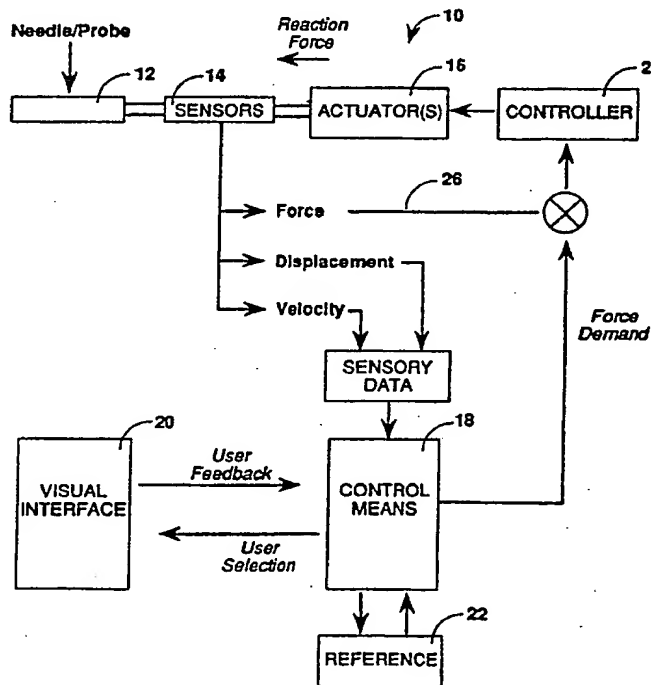 Needle/Probe
Reaction
Force
10
12
14
16
2
SENSORS
ACTUATOR(S)
CONTROLLER
26
Force
Displacement
Velocity
Force
Demand
SENSORY
DATA
20
18
User
Feedback
VISUAL
INTERFACE
CONTROL
MEANS
User
Selection
22
REFERENCE